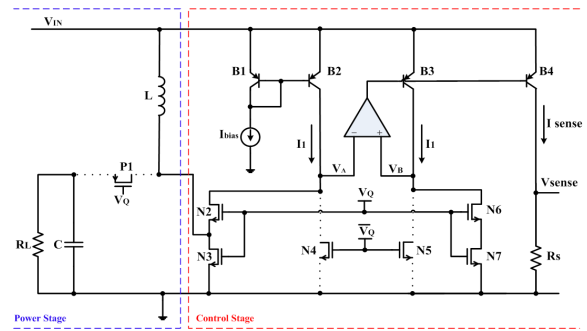 VIN
B1
B2
B3
B4
L
Ibias
I1
I1
I sense
P1
VQ
VA
VB
Vsense
VQ
N2
N6
RL
C
N3
N4
V̅Q
N5
N7
Rs
Power Stage
Control Stage
− +